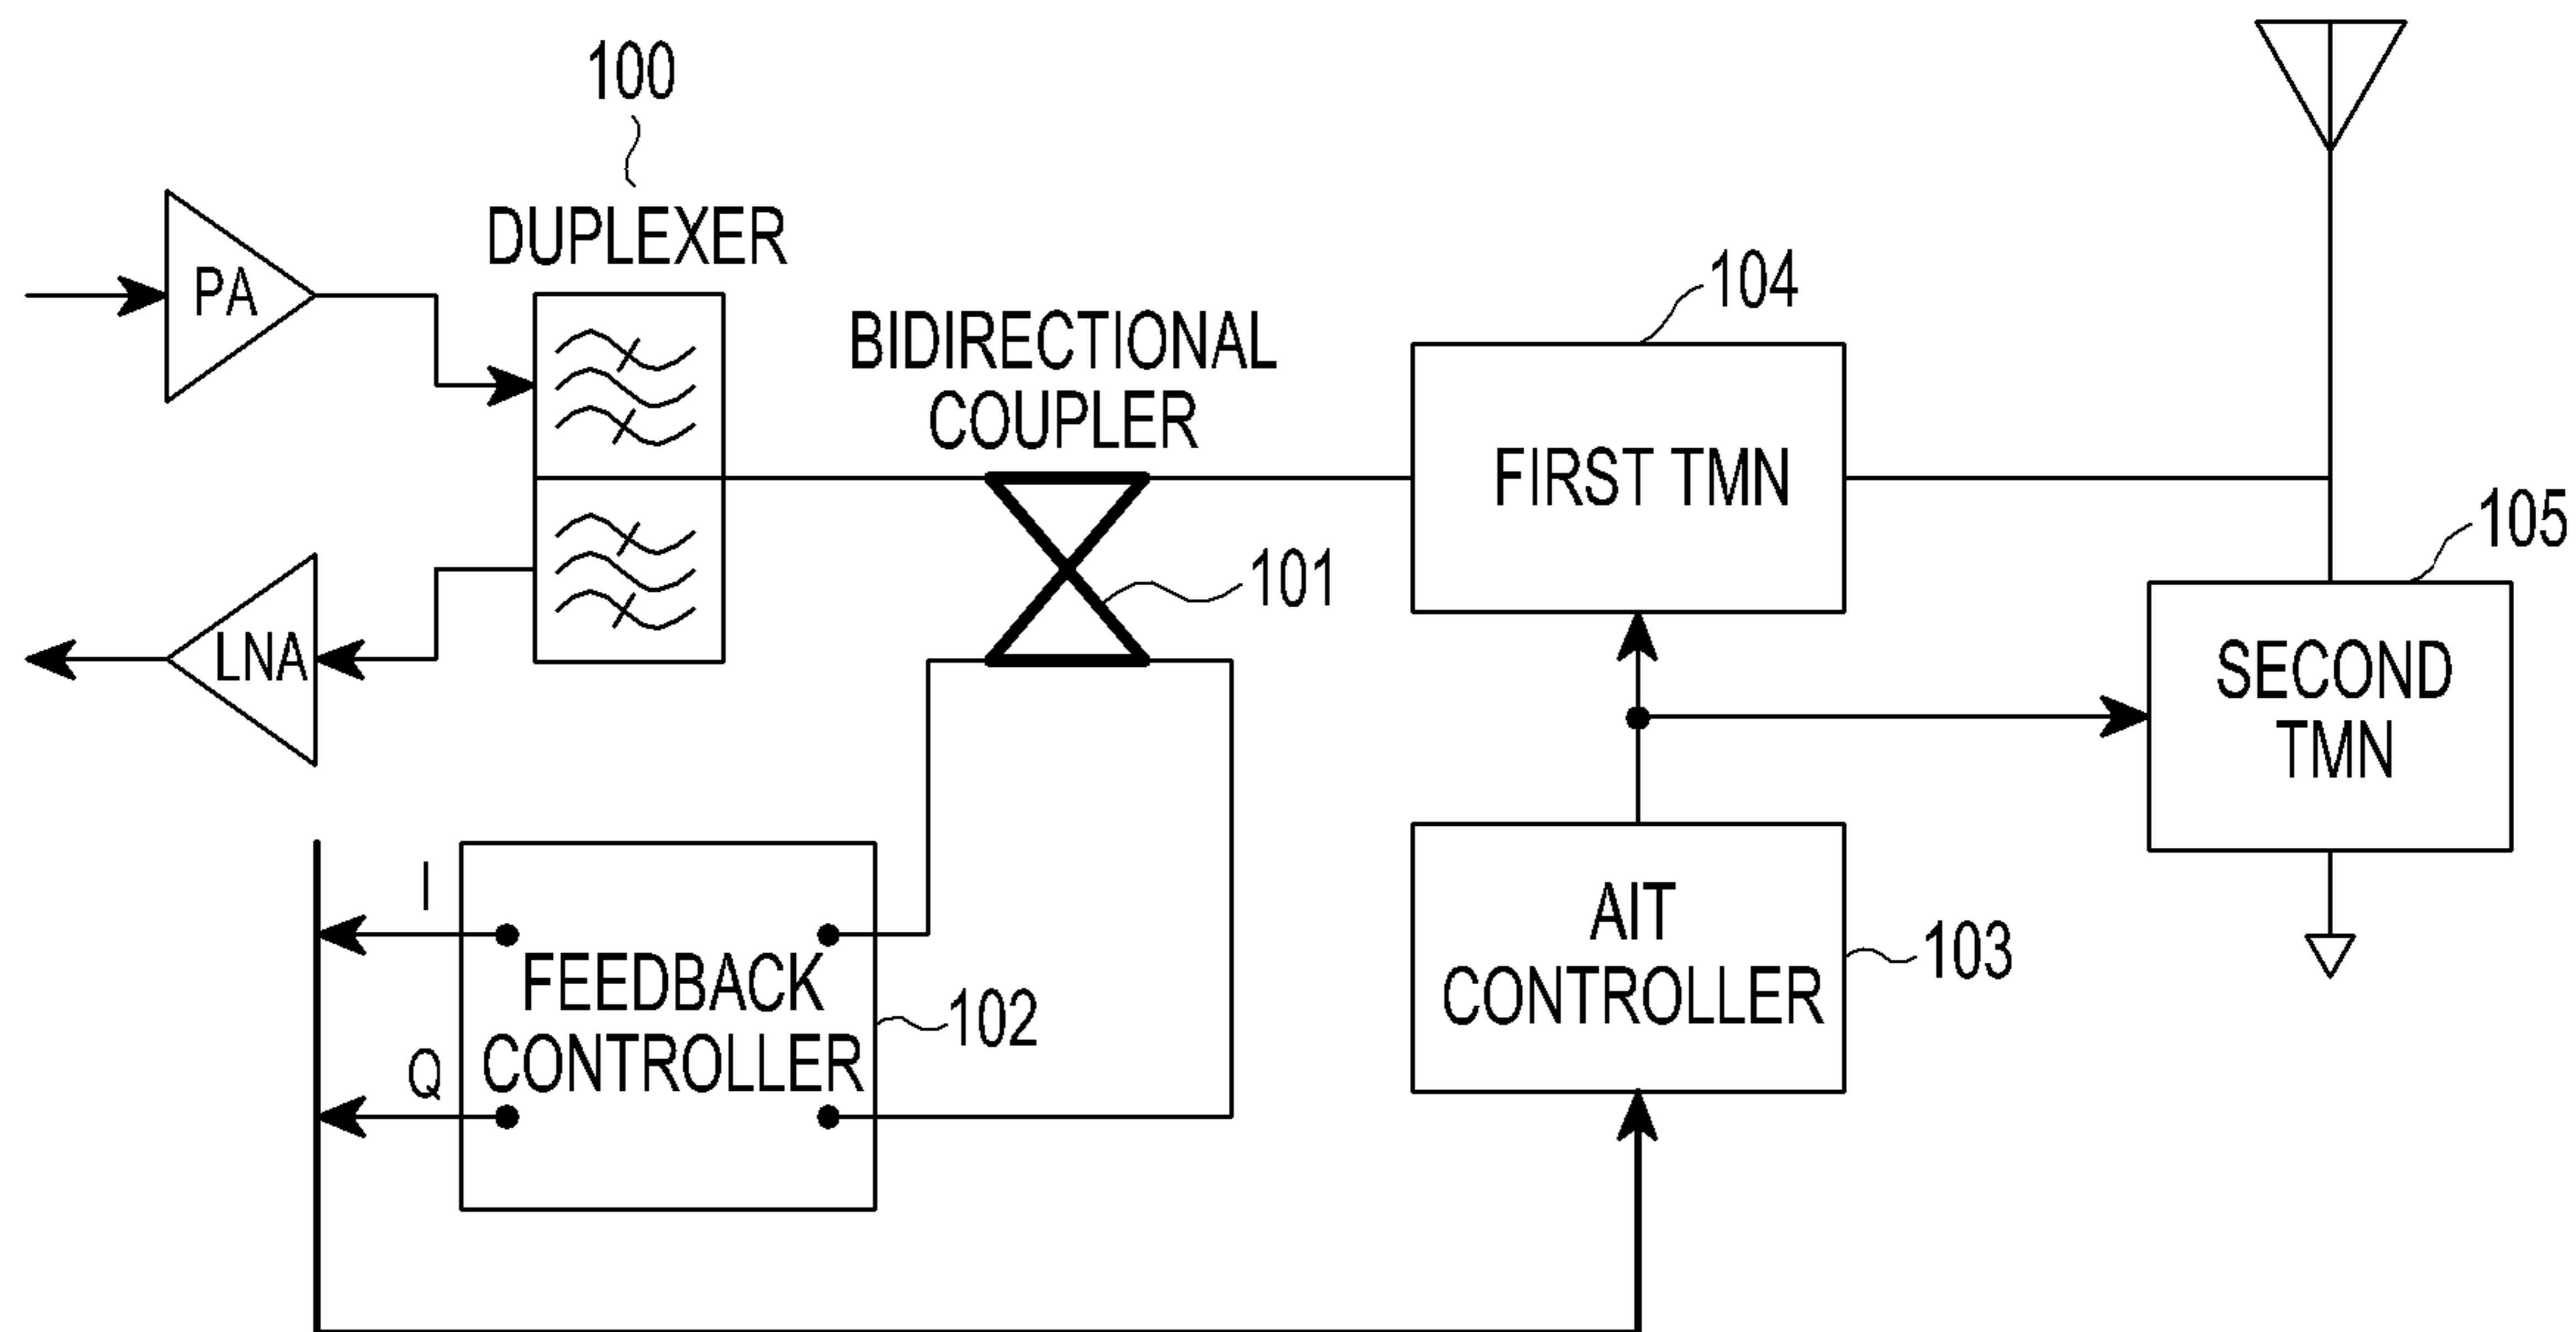 100
DUPLEXER
PA
LNA
BIDIRECTIONAL
COUPLER
101
104
FIRST TMN
105
SECOND
TMN
I
Q
FEEDBACK
CONTROLLER
102
AIT
CONTROLLER
103